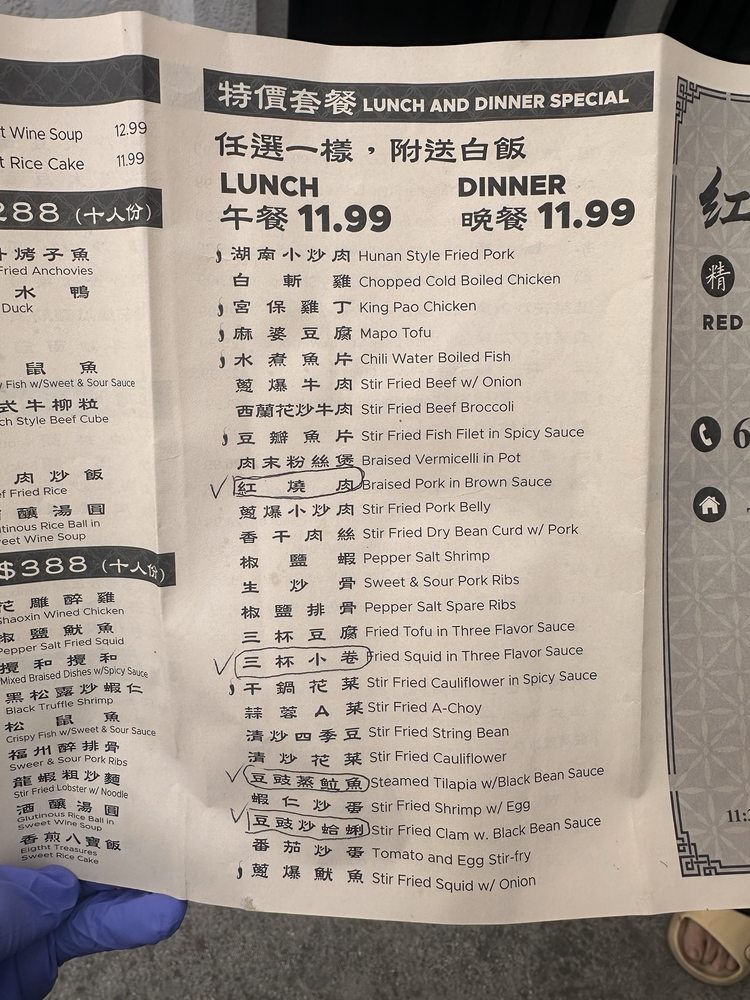 t Wine Soup 12.99
t Rice Cake 11.99
288 (十人份)
烤子魚
Fried Anchovies
水鴨
Duck
鼠魚
Fish w/Sweet & Sour Sauce
式牛柳粒
ch Style Beef Cube
肉炒飯
ef Fried Rice
釀湯圓
utinous Rice Ball in
eet Wine Soup
$388 (十人份)
花雕醉雞
Shaoxin Wined Chicken
椒鹽魷魚
Pepper Salt Fried Squid
攪和攪和
Mixed Braised Dishes w/Spicy Sauce
黑松露炒蝦仁
Black Truffle Shrimp
松鼠魚
Crispy Fish w/Sweet & Sour Sauce
福州醉排骨
Sweer & Sour Pork Ribs
龍蝦粗炒麵
Stir Fried Lobster w/ Noodle
酒釀湯圓
Glutinous Rice Ball in
Sweet Wine Soup
香煎八寶飯
Eigtht Treasures
Sweet Rice Cake
特價套餐 LUNCH AND DINNER SPECIAL
任選一樣，附送白飯
LUNCH DINNER
午餐 11.99 晚餐 11.99
湖南小炒肉 Hunan Style Fried Pork
白斬雞 Chopped Cold Boiled Chicken
宮保雞丁 King Pao Chicken
麻婆豆腐 Mapo Tofu
水煮魚片 Chili Water Boiled Fish
蔥爆牛肉 Stir Fried Beef w/ Onion
西蘭花炒牛肉 Stir Fried Beef Broccoli
豆瓣魚片 Stir Fried Fish Filet in Spicy Sauce
肉末粉絲煲 Braised Vermicelli in Pot
紅燒肉 Braised Pork in Brown Sauce
蔥爆小炒肉 Stir Fried Pork Belly
香干肉絲 Stir Fried Dry Bean Curd w/ Pork
椒鹽蝦 Pepper Salt Shrimp
生炒骨 Sweet & Sour Pork Ribs
椒鹽排骨 Pepper Salt Spare Ribs
三杯豆腐 Fried Tofu in Three Flavor Sauce
三杯小卷 Fried Squid in Three Flavor Sauce
干鍋花菜 Stir Fried Cauliflower in Spicy Sauce
蒜蓉A菜 Stir Fried A-Choy
清炒四季豆 Stir Fried String Bean
清炒花菜 Stir Fried Cauliflower
豆豉蒸鯰魚 Steamed Tilapia w/Black Bean Sauce
蝦仁炒蛋 Stir Fried Shrimp w/ Egg
豆豉炒蛤蜊 Stir Fried Clam w. Black Bean Sauce
番茄炒蛋 Tomato and Egg Stir-fry
蔥爆魷魚 Stir Fried Squid w/ Onion
紅
精
RED
6
11:3